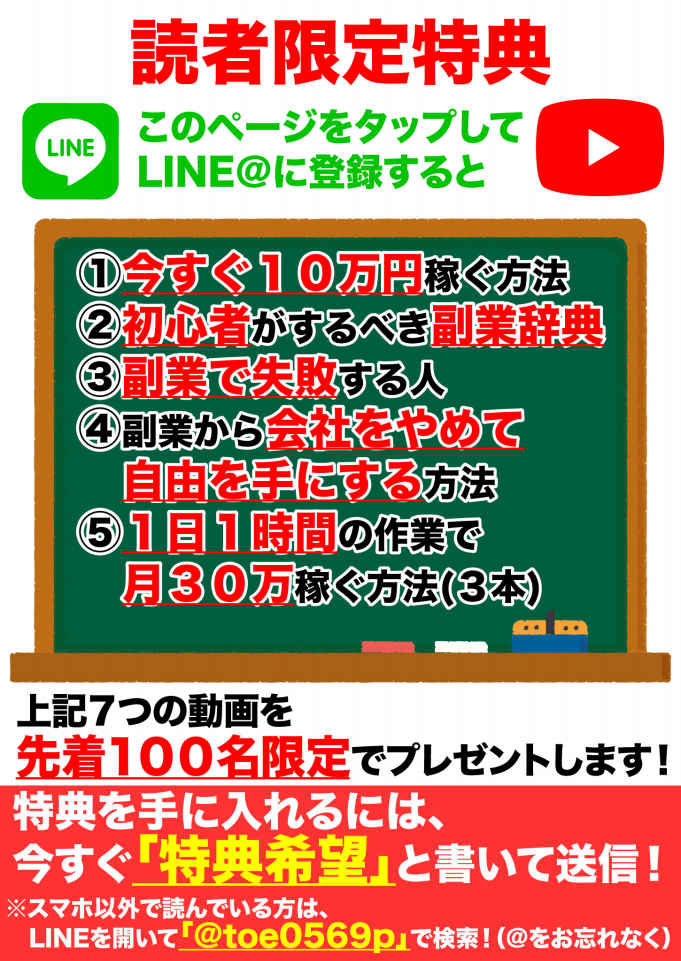 読者限定特典
LINE
このページをタップして
LINE@に登録すると
①今すぐ１０万円稼ぐ方法
②初心者がするべき副業辞典
③副業で失敗する人
④副業から会社をやめて
自由を手にする方法
⑤１日１時間の作業で
月３０万稼ぐ方法(３本)
上記7つの動画を
先着100名限定でプレゼントします！
特典を手に入れるには、
今すぐ「特典希望」と書いて送信！
※スマホ以外で読んでいる方は、
LINEを開いて「@toe0569p」で検索！（@をお忘れなく）